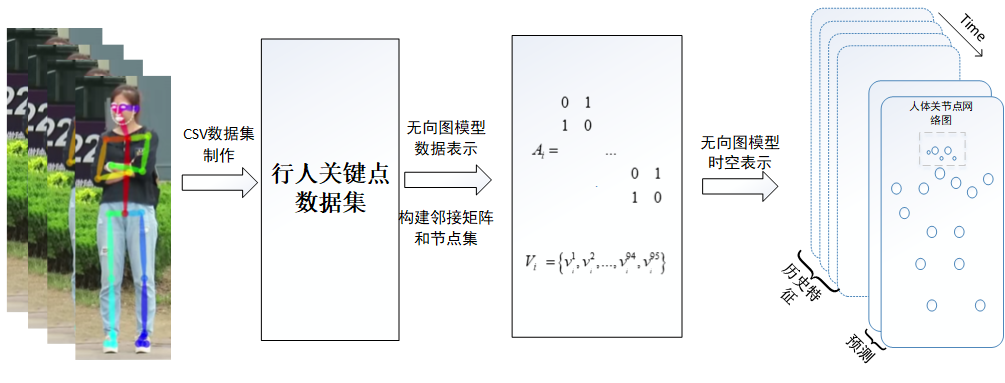 22
22
CSV数据集
制作
行人关键点
数据集
无向图模型
数据表示
构建邻接矩阵
和节点集
0 1
1 0
A_i = ...
0 1
1 0
V_i = {v_i^1, v_i^2, ..., v_i^94, v_i^95}
无向图模型
时空表示
Time
人体关节点网
络图
历史特
征
预测